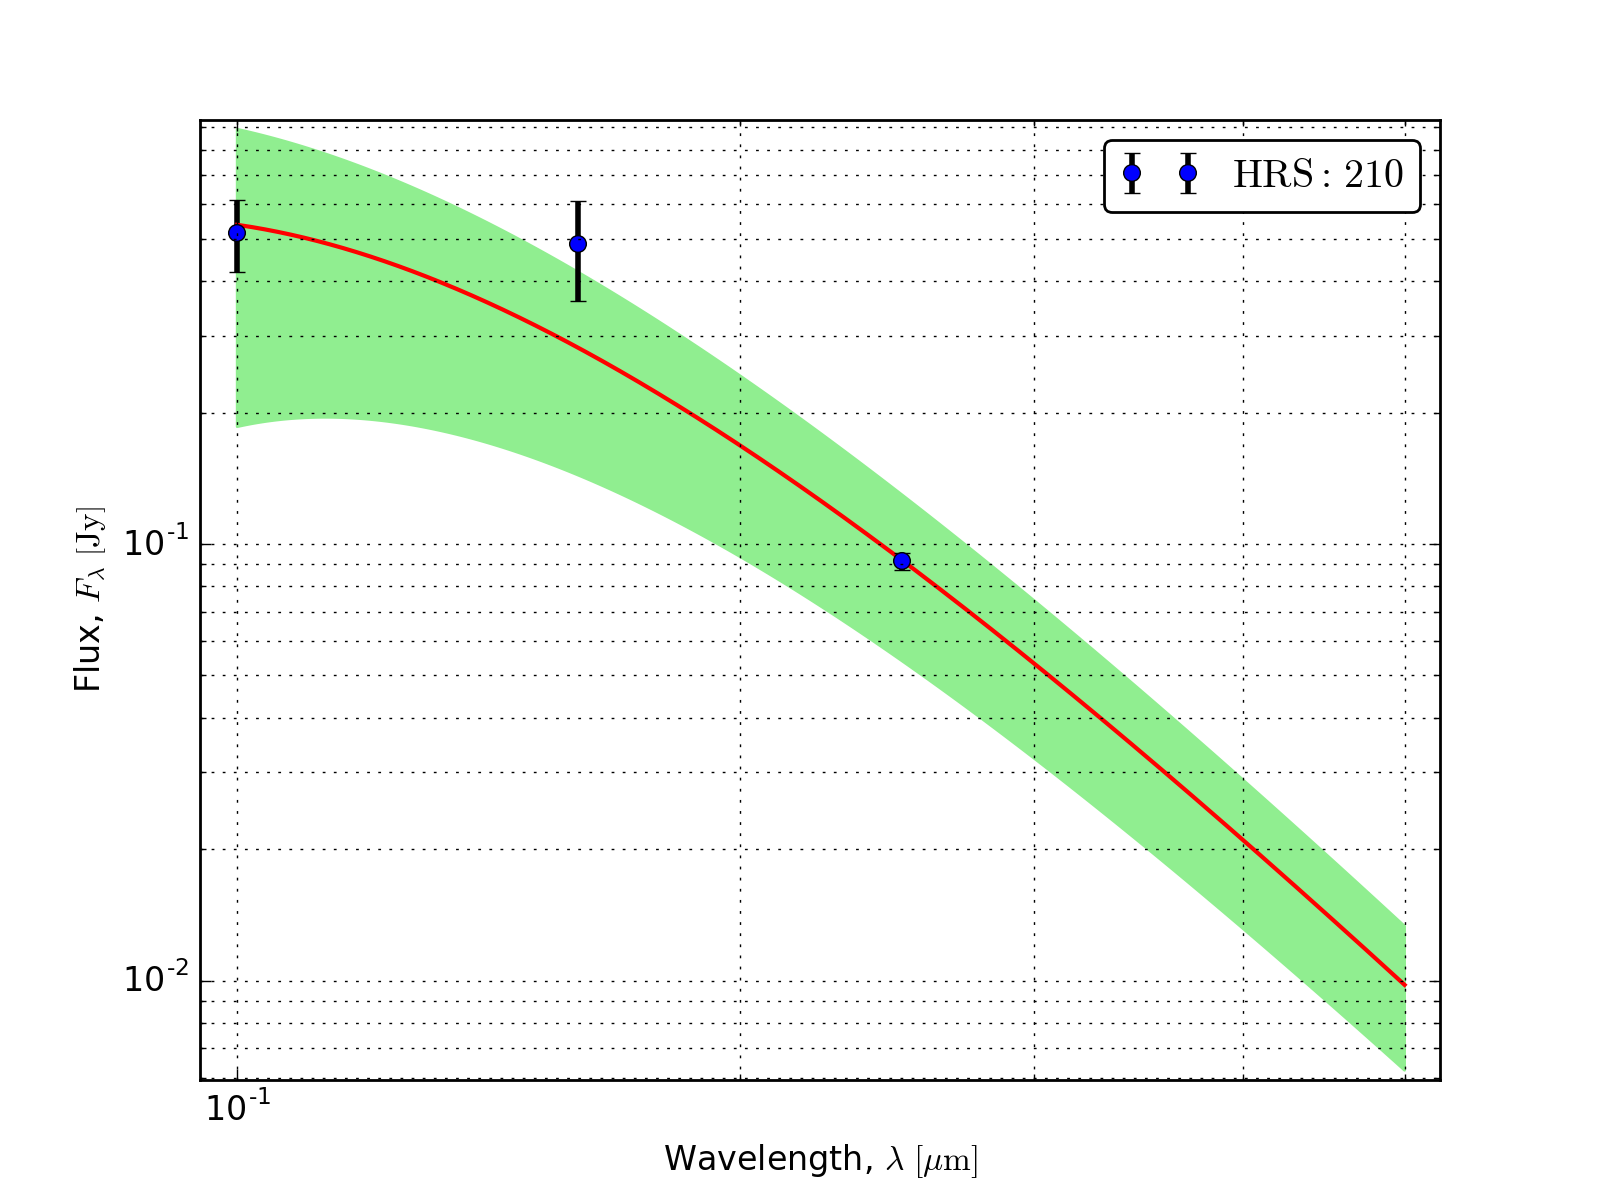 HRS : 210
Flux, F_λ [Jy]
10^-1
10^-2
10^-1
Wavelength, λ [μm]